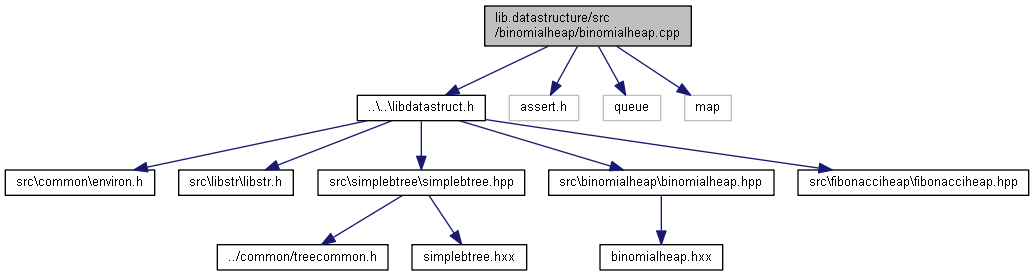 lib.datastructure/src
/binomialheap/binomialheap.cpp
..\..\libdatastruct.h
assert.h
queue
map
src\common\environ.h
src\libstr\libstr.h
src\simplebtree\simplebtree.hpp
src\binomialheap\binomialheap.hpp
src\fibonacciheap\fibonacciheap.hpp
../common/treecommon.h
simplebtree.hxx
binomialheap.hxx